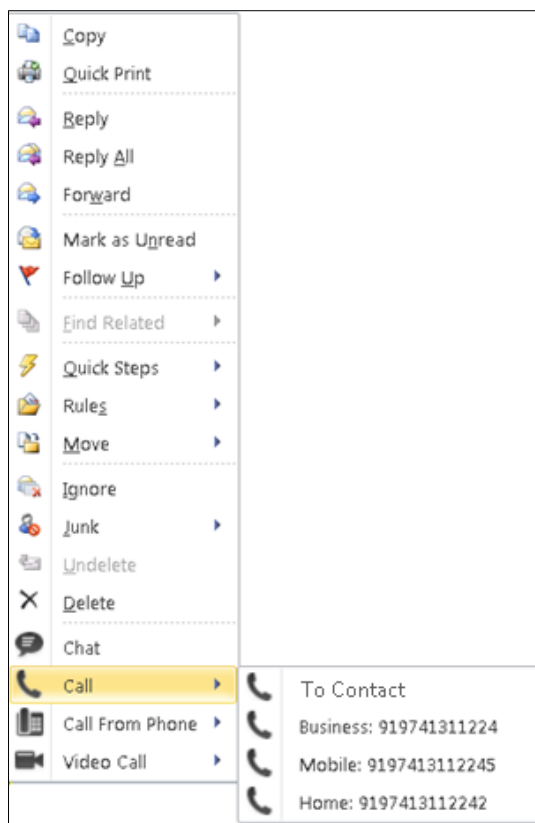 Copy
Quick Print
Reply
Reply All
Forward
Mark as Unread
Follow Up
Find Related
Quick Steps
Rules
Move
Ignore
Junk
Undelete
Delete
Chat
Call
Call From Phone
Video Call
To Contact
Business: 919741311224
Mobile: 9197413112245
Home: 9197413112242